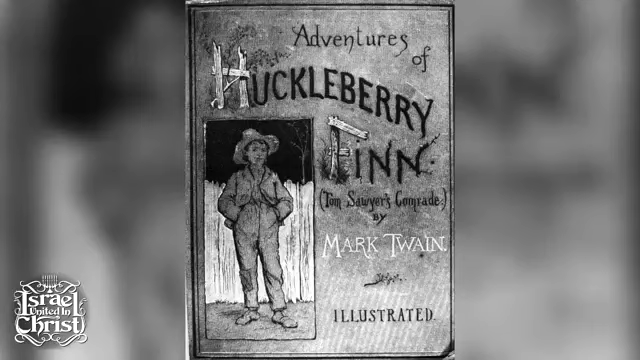 Adventures
of
HUCKLEBERRY
FINN.
(Tom Sawyer's Comrade.)
BY
MARK TWAIN.
ILLUSTRATED.
Israel
United In
Christ